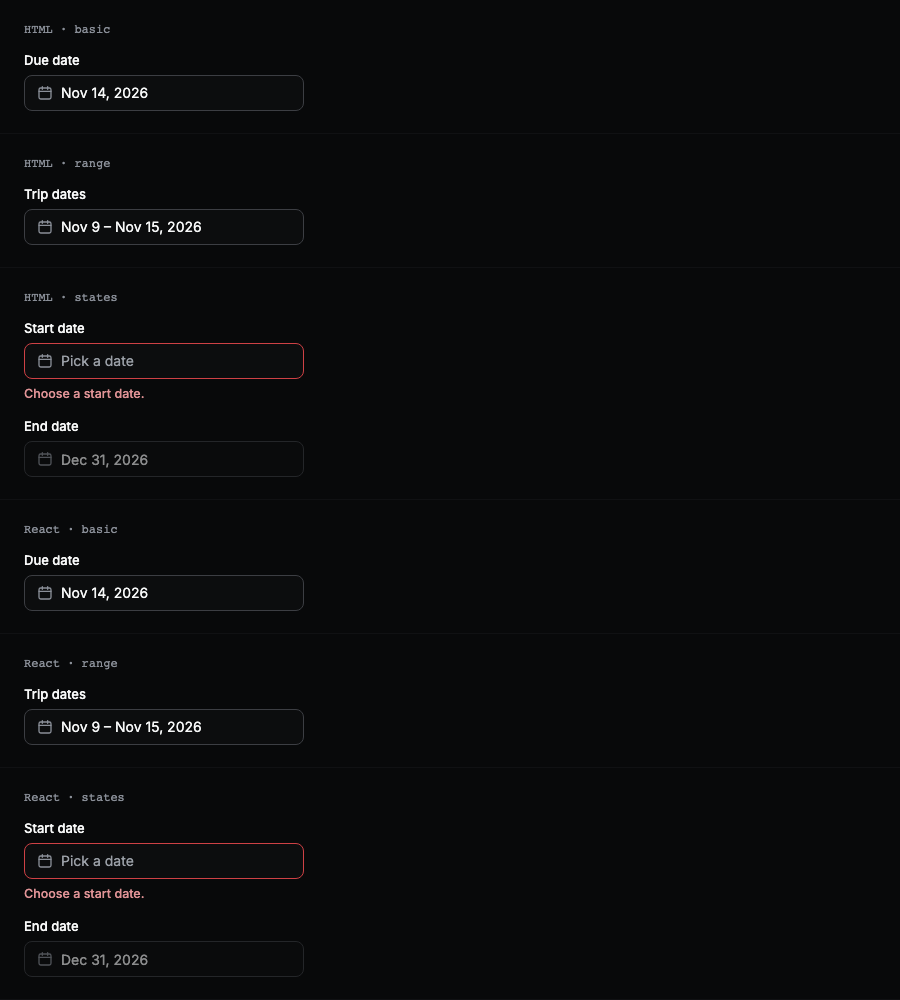 HTML · basic
Due date
Nov 14, 2026
HTML · range
Trip dates
Nov 9 – Nov 15, 2026
HTML · states
Start date
Pick a date
Choose a start date.
End date
Dec 31, 2026
React · basic
Due date
Nov 14, 2026
React · range
Trip dates
Nov 9 – Nov 15, 2026
React · states
Start date
Pick a date
Choose a start date.
End date
Dec 31, 2026